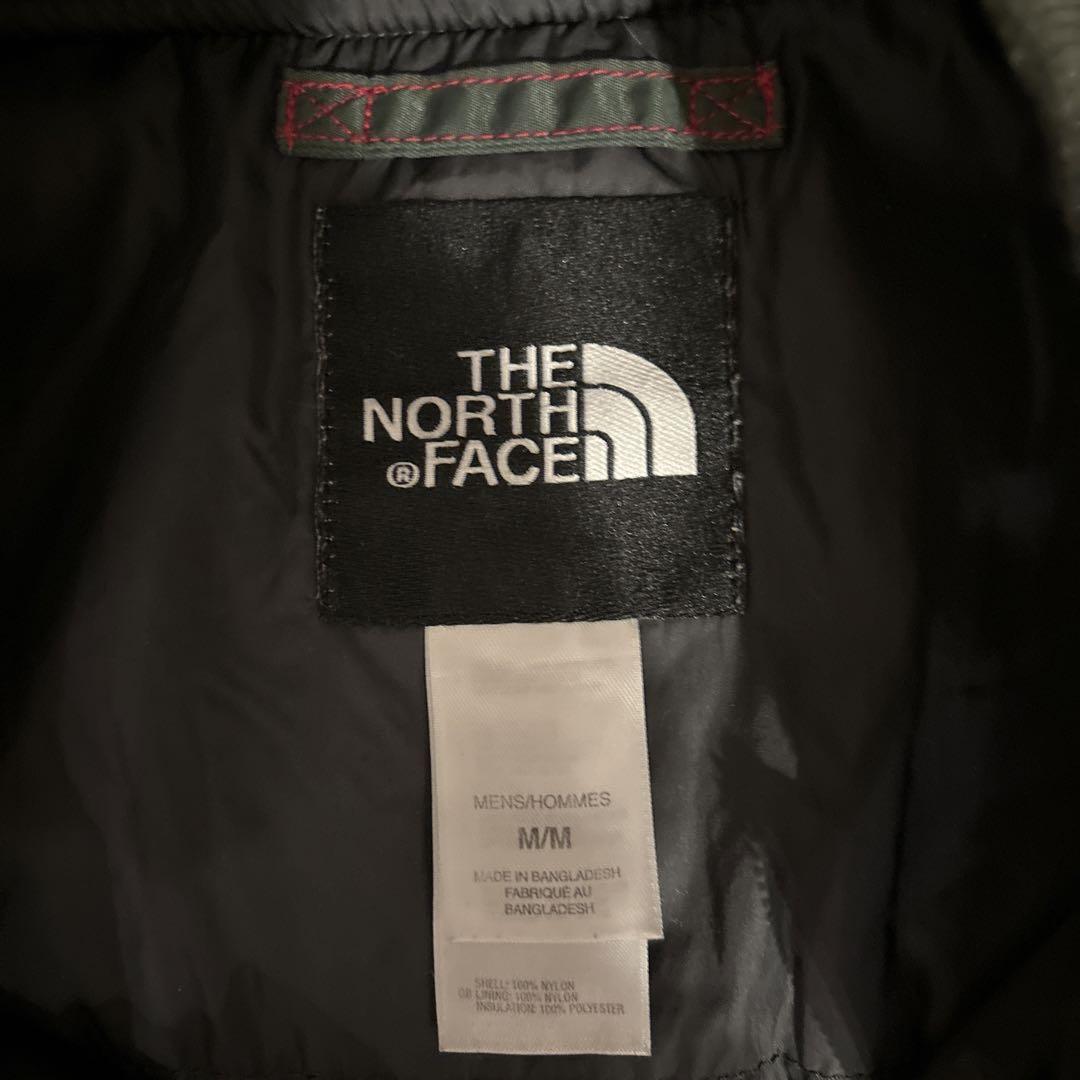 THE
NORTH
®FACE
MENS/HOMMES
M/M
MADE IN BANGLADESH
FABRIQUÉ AU
BANGLADESH
SHELL: 100% NYLON
GB LINING: 100% NYLON
INSULATION: 100% POLYESTER